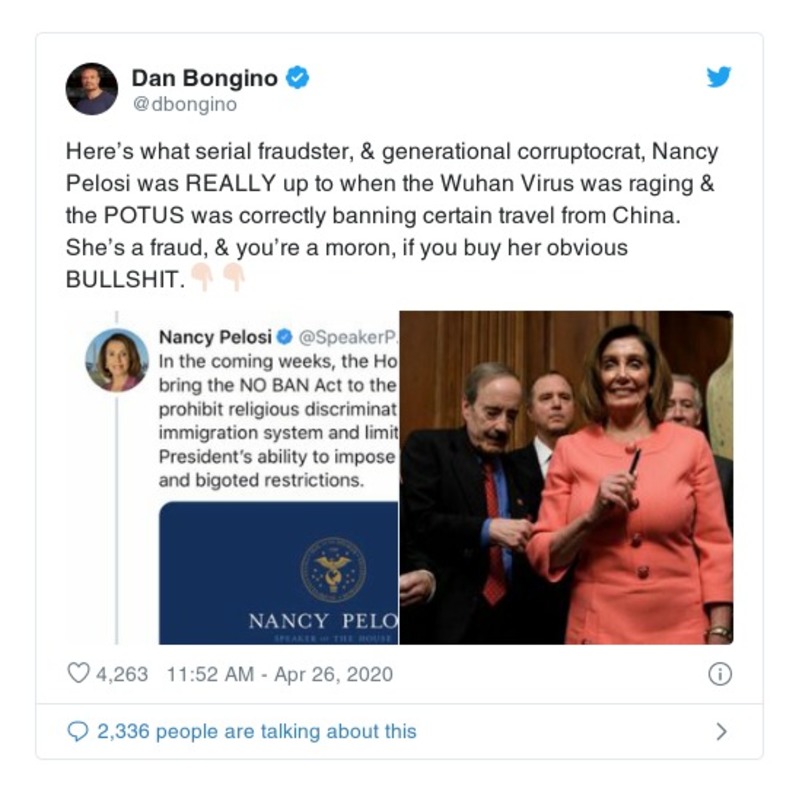 Dan Bongino
@dbongino
Here's what serial fraudster, & generational corruptocrat, Nancy
Pelosi was REALLY up to when the Wuhan Virus was raging &
the POTUS was correctly banning certain travel from China.
She's a fraud, & you're a moron, if you buy her obvious
BULLSHIT.👇🏻👇🏻
Nancy Pelosi @SpeakerP.
In the coming weeks, the Ho
bring the NO BAN Act to the
prohibit religious discriminat
immigration system and limit
President's ability to impose
and bigoted restrictions.
NANCY PELO
SPEAKER OF THE HOUSE
4,263 11:52 AM - Apr 26, 2020
2,336 people are talking about this